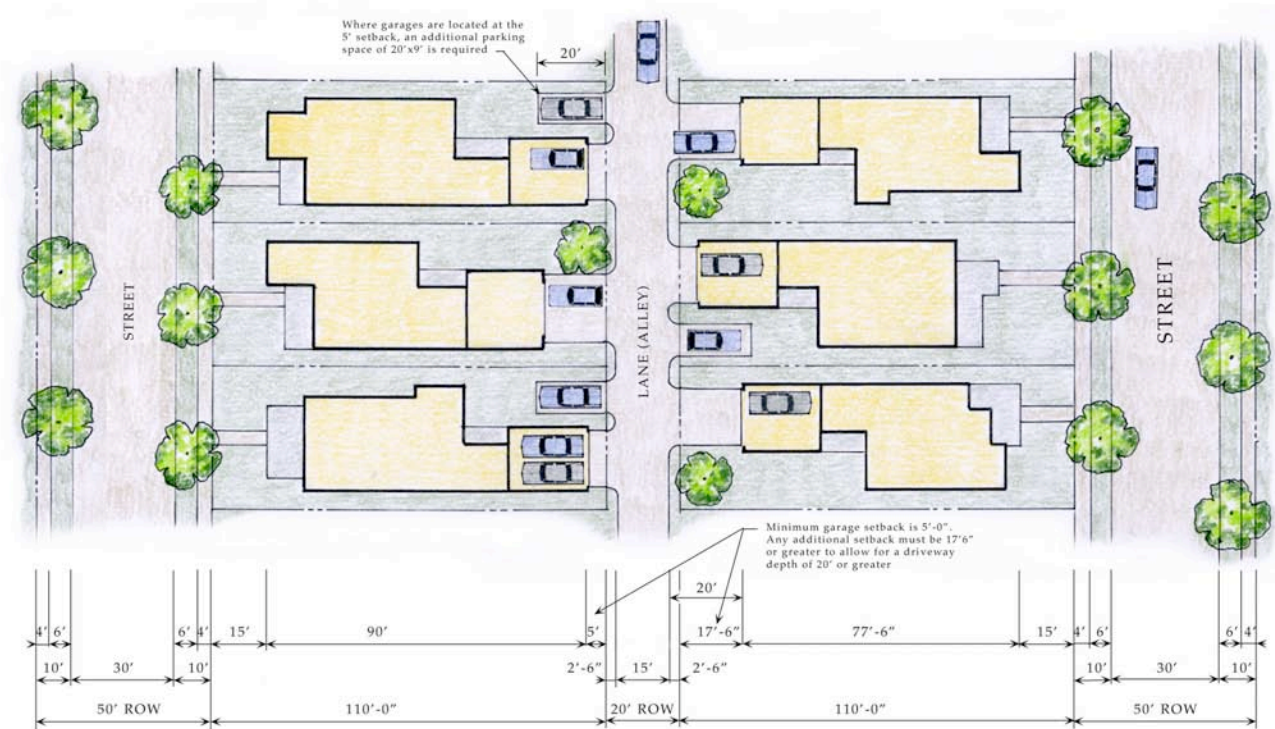 Where garages are located at the
5' setback, an additional parking
space of 20'x9' is required
20'
STREET
LANE (ALLEY)
STREET
Minimum garage setback is 5'-0".
Any additional setback must be 17'6"
or greater to allow for a driveway
depth of 20' or greater
20'
4' 6' 6' 4' 15' 90' 5' 17'-6" 77'-6" 15' 4' 6' 6' 4'
10' 30' 10' 2'-6" 15' 2'-6" 10' 30' 10'
50' ROW 110'-0" 20' ROW 110'-0" 50' ROW